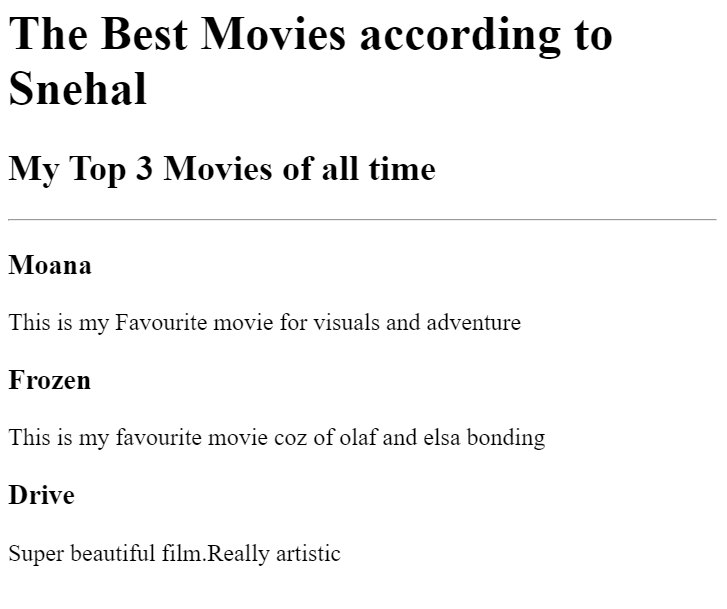 The Best Movies according to
Snehal
My Top 3 Movies of all time
Moana
This is my Favourite movie for visuals and adventure
Frozen
This is my favourite movie coz of olaf and elsa bonding
Drive
Super beautiful film.Really artistic